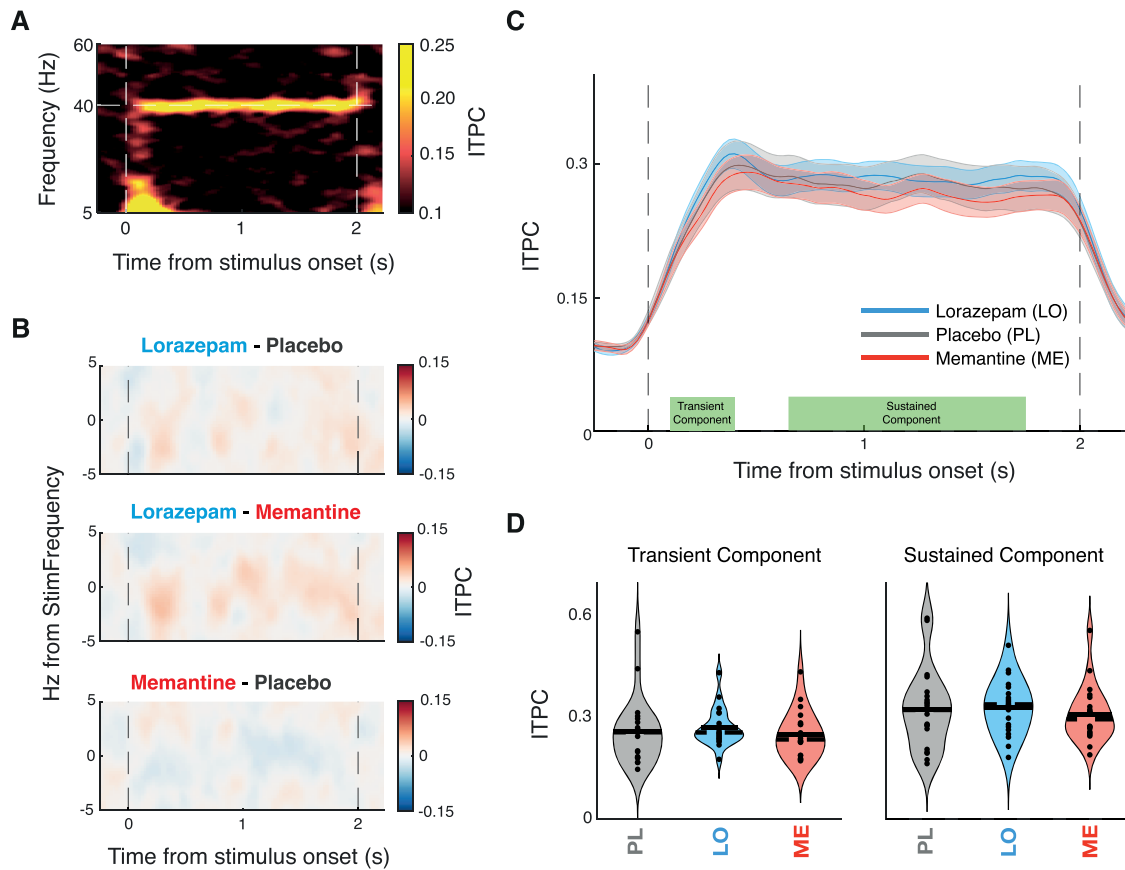 A
Frequency (Hz)
60
40
5
0
1
2
Time from stimulus onset (s)
0.25
0.20
0.15
0.1
ITPC
B
Hz from StimFrequency
Lorazepam - Placebo
5
0
-5
0.15
0
-0.15
Lorazepam - Memantine
5
0
-5
0.15
0
-0.15
ITPC
Memantine - Placebo
5
0
-5
0.15
0
-0.15
0
1
2
Time from stimulus onset (s)
C
ITPC
0.3
0.15
0
Lorazepam (LO)
Placebo (PL)
Memantine (ME)
Transient
Component
Sustained
Component
0
1
2
Time from stimulus onset (s)
D
Transient Component
Sustained Component
ITPC
0.6
0.3
0
PL
LO
ME
PL
LO
ME